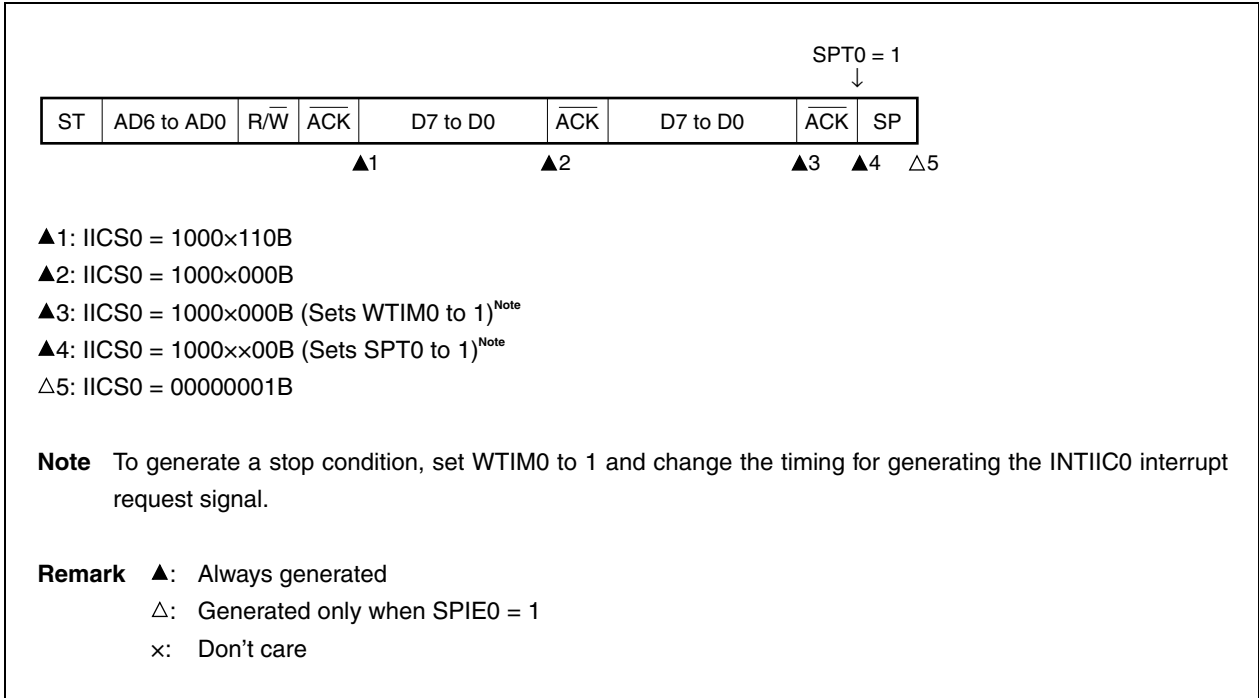 SPT0 = 1
↓
ST AD6 to AD0 R/W̅ A̅C̅K̅ D7 to D0 A̅C̅K̅ D7 to D0 A̅C̅K̅ SP
▲1 ▲2 ▲3 ▲4 △5
▲1: IICS0 = 1000×110B
▲2: IICS0 = 1000×000B
▲3: IICS0 = 1000×000B (Sets WTIM0 to 1)Note
▲4: IICS0 = 1000××00B (Sets SPT0 to 1)Note
△5: IICS0 = 00000001B
Note To generate a stop condition, set WTIM0 to 1 and change the timing for generating the INTIIC0 interrupt
request signal.
Remark ▲: Always generated
△: Generated only when SPIE0 = 1
×: Don't care